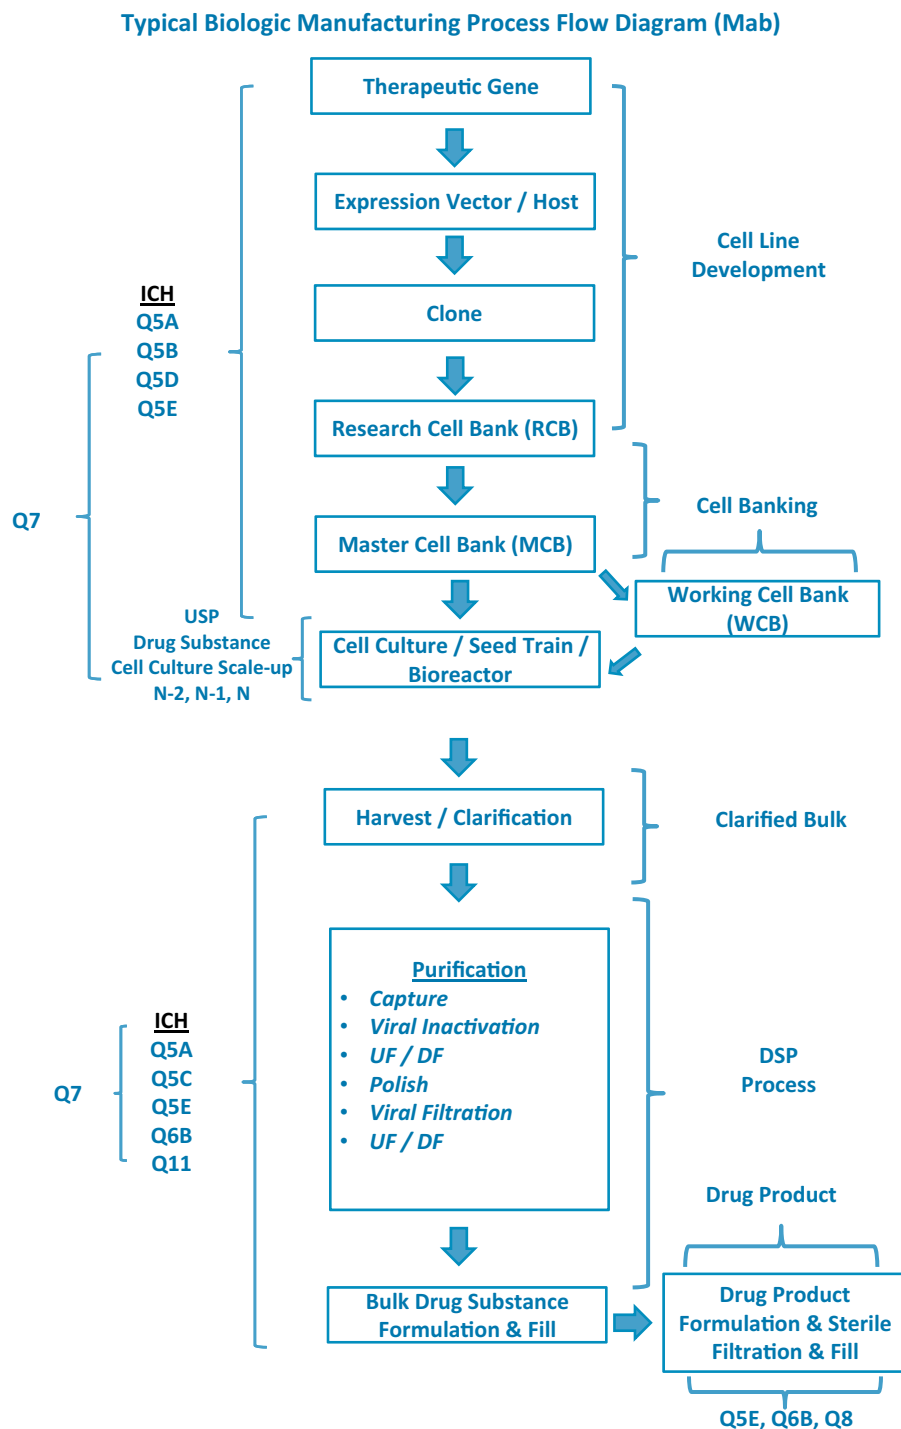 Typical Biologic Manufacturing Process Flow Diagram (Mab)
Therapeutic Gene
Expression Vector / Host
Cell Line
Development
ICH
Q5A
Q5B
Q5D
Q5E
Clone
Research Cell Bank (RCB)
Q7
Cell Banking
Master Cell Bank (MCB)
Working Cell Bank
(WCB)
USP
Drug Substance
Cell Culture Scale-up
N-2, N-1, N
Cell Culture / Seed Train /
Bioreactor
Harvest / Clarification
Clarified Bulk
Purification
• Capture
• Viral Inactivation
• UF / DF
• Polish
• Viral Filtration
• UF / DF
ICH
Q5A
Q5C
Q5E
Q6B
Q11
Q7
DSP
Process
Drug Product
Bulk Drug Substance
Formulation & Fill
Drug Product
Formulation & Sterile
Filtration & Fill
Q5E, Q6B, Q8